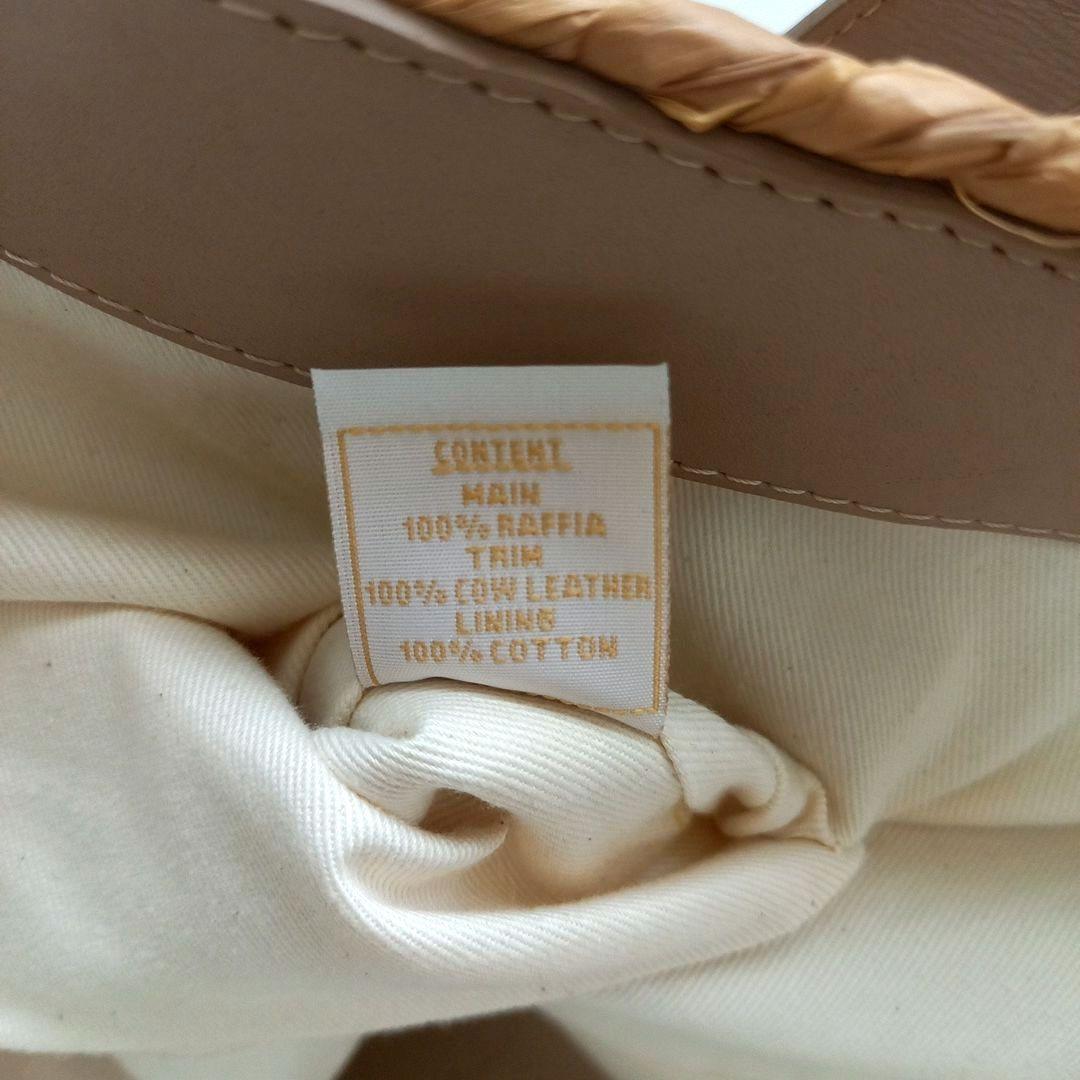 CONTENT
MAIN
100% RAFFIA
TRIM
100% COW LEATHER
LINING
100% COTTON